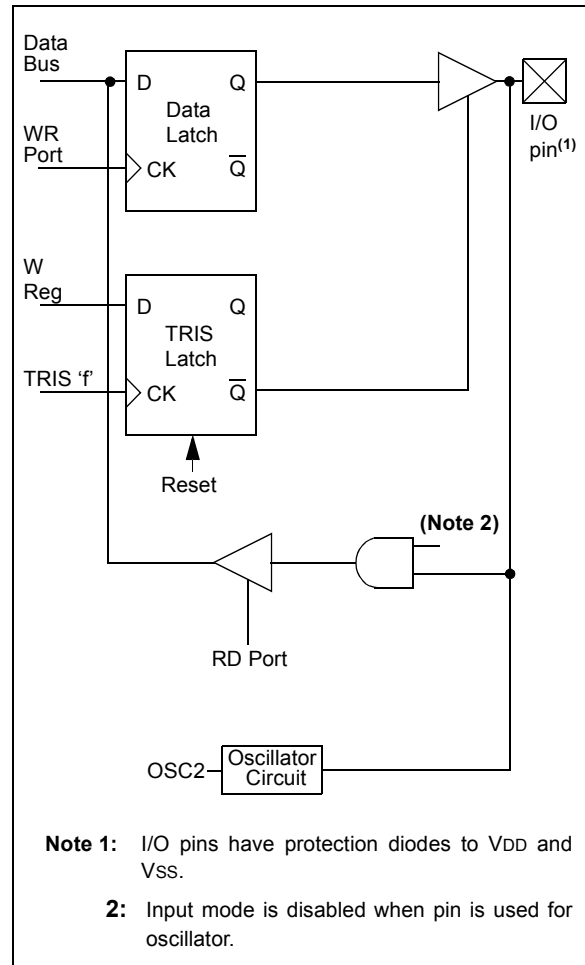 Data
Bus
D Q
Data
Latch
WR
Port
CK Q̅
I/O
pin(1)
W
Reg
D Q
TRIS
Latch
TRIS ‘f’
CK Q̅
Reset
(Note 2)
RD Port
OSC2
Oscillator
Circuit
Note 1: I/O pins have protection diodes to VDD and
VSS.
2: Input mode is disabled when pin is used for
oscillator.